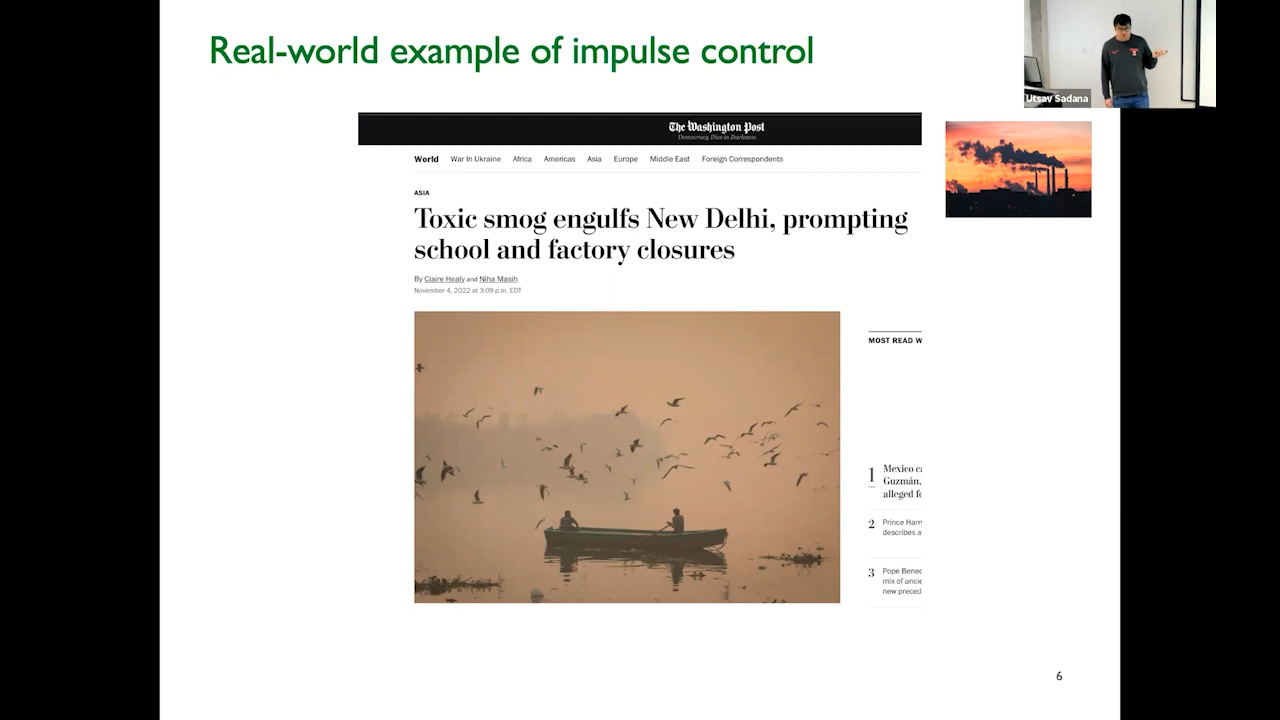 Real-world example of impulse control
Utsav Sadana
The Washington Post
Democracy Dies in Darkness
World War In Ukraine Africa Americas Asia Europe Middle East Foreign Correspondents
ASIA
Toxic smog engulfs New Delhi, prompting
school and factory closures
By Claire Healy and Niha Masih
November 4, 2022 at 3:09 p.m. EDT
MOST READ W
1 Mexico ca
Guzmán,
alleged fo
2 Prince Harry
describes a
3 Pope Bened
mix of ancie
new preced
6